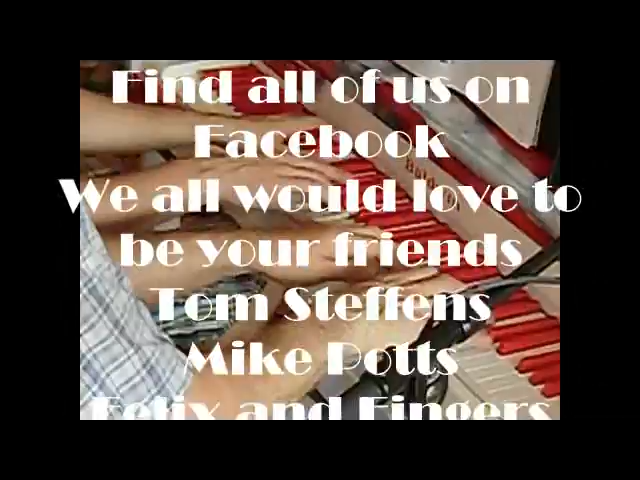 Find all of us on
Facebook
We all would love to
be your friends
Tom Steffens
Mike Potts
Felix and Fingers
Baldwin